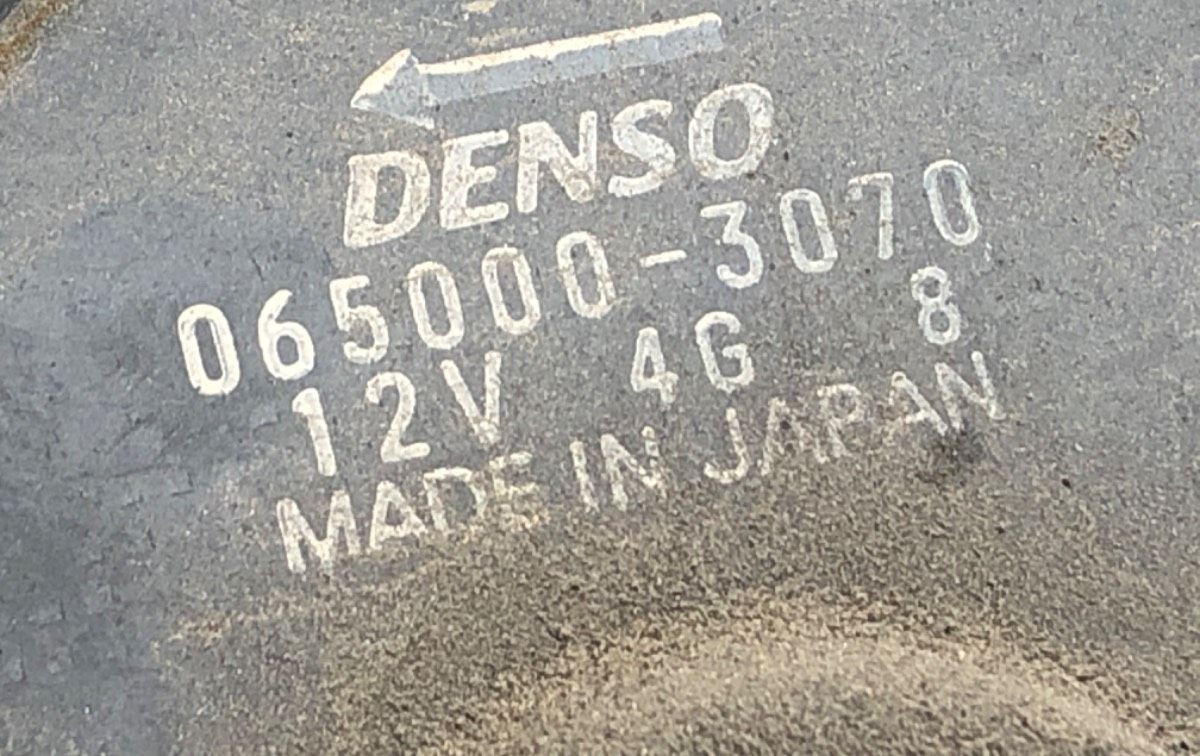 DENSO
065000-3070
12V 4G 8
MADE IN JAPAN